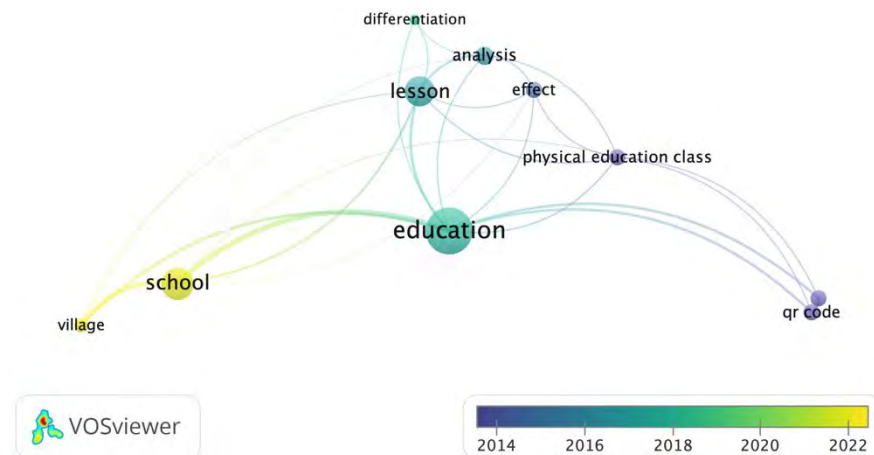 differentiation
analysis
lesson
effect
physical education class
education
school
qr code
village
VOSviewer
2014 2016 2018 2020 2022